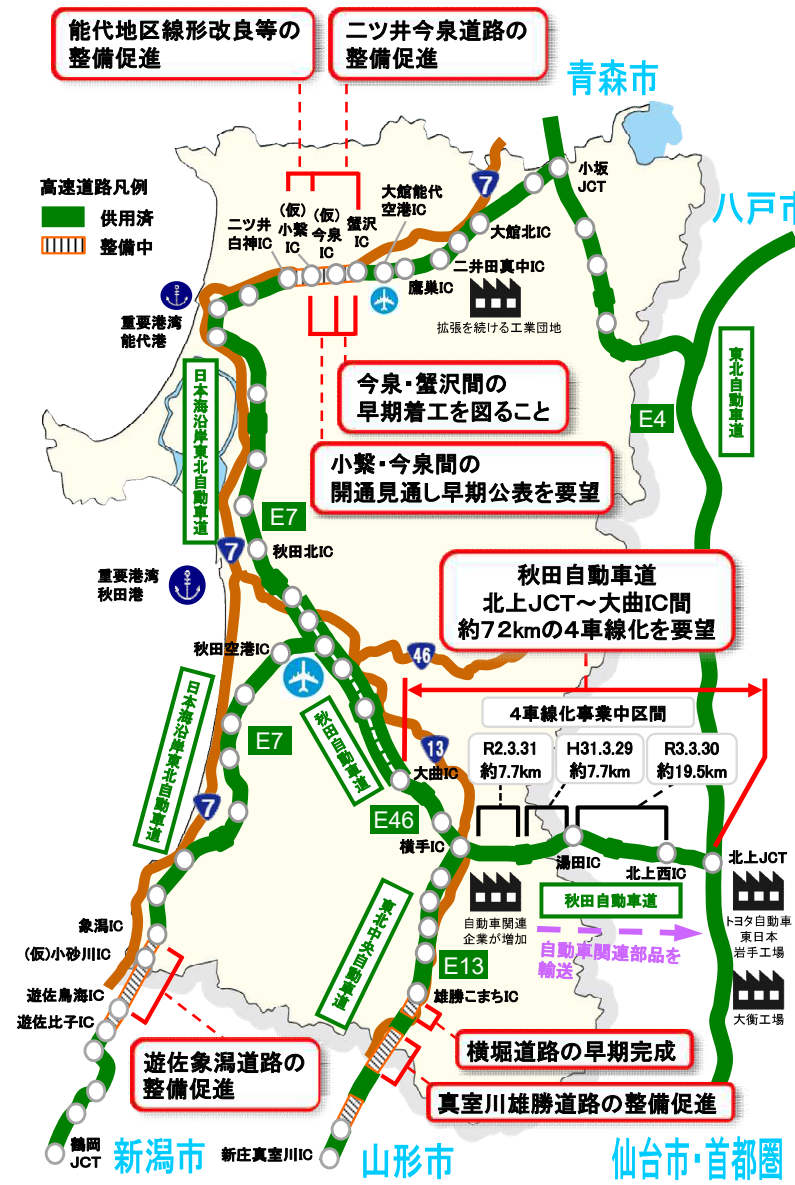 能代地区線形改良等の
整備促進
二ツ井今泉道路の
整備促進
青森市
高速道路凡例
供用済
整備中
7
小坂
JCT
八戸市
大館能代
空港IC
(仮)
小繋
IC
(仮)
今泉
IC
蟹沢
IC
二ツ井
白神IC
大館北IC
二井田真中IC
鷹巣IC
重要港湾
能代港
拡張を続ける工業団地
東北自動車道
日本海沿岸東北自動車道
今泉・蟹沢間の
早期着工を図ること
E4
小繋・今泉間の
開通見通し早期公表を要望
E7
7
秋田北IC
重要港湾
秋田港
秋田自動車道
北上JCT～大曲IC間
約72kmの4車線化を要望
秋田空港IC
46
日本海沿岸東北自動車道
E7
秋田自動車道
4車線化事業中区間
13
R2.3.31
約7.7km
H31.3.29
約7.7km
R3.3.30
約19.5km
大曲IC
7
E46
横手IC
湯田IC
北上西IC
北上JCT
秋田自動車道
自動車関連
企業が増加
自動車関連部品を
輸送
トヨタ自動車
東日本
岩手工場
大衡工場
東北中央自動車道
象潟IC
(仮)小砂川IC
E13
遊佐鳥海IC
遊佐比子IC
雄勝こまちIC
遊佐象潟道路の
整備促進
横堀道路の早期完成
真室川雄勝道路の整備促進
鶴岡
JCT
新潟市
新庄真室川IC
山形市
仙台市・首都圏